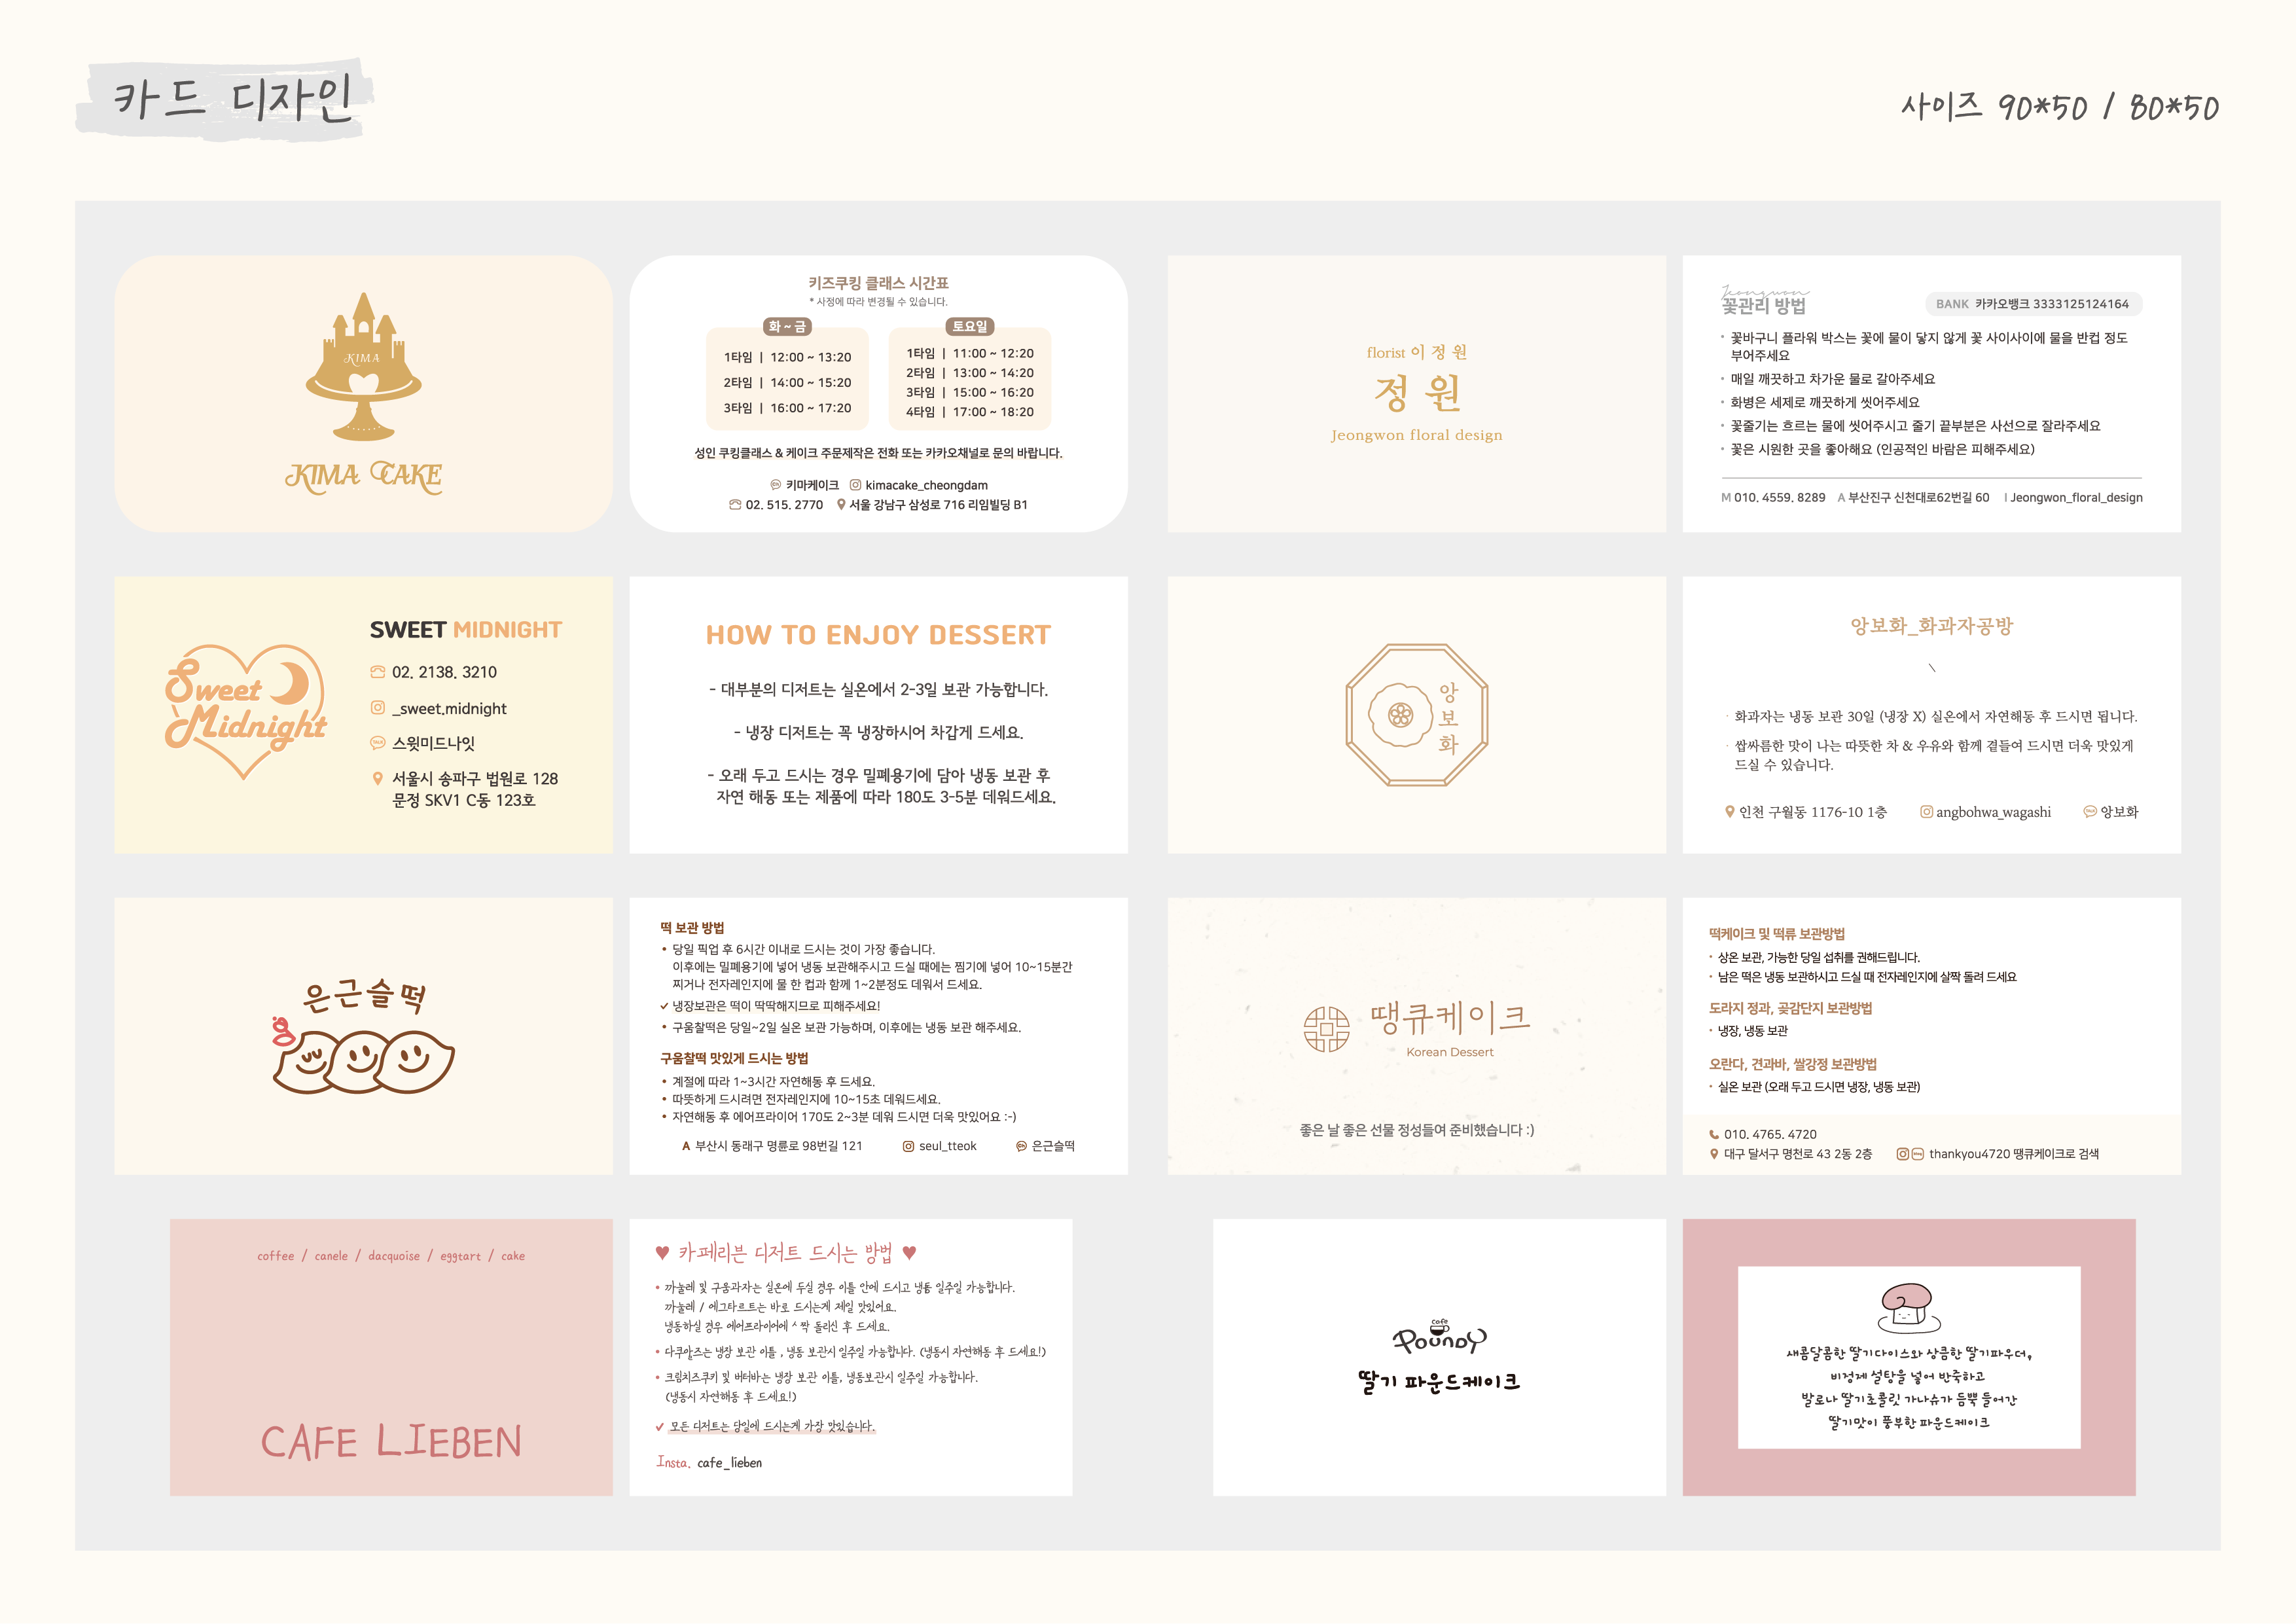 카드 디자인
사이즈 90*50 / 80*50
KIMA
KIMA CAKE
키즈쿠킹 클래스 시간표
* 사정에 따라 변경될 수 있습니다.
화 ~ 금
1타임 | 12:00 ~ 13:20
2타임 | 14:00 ~ 15:20
3타임 | 16:00 ~ 17:20
토요일
1타임 | 11:00 ~ 12:20
2타임 | 13:00 ~ 14:20
3타임 | 15:00 ~ 16:20
4타임 | 17:00 ~ 18:20
성인 쿠킹클래스 & 케이크 주문제작은 전화 또는 카카오채널로 문의 바랍니다.
키마케이크 kimacake_cheongdam
02. 515. 2770 서울 강남구 삼성로 716 리임빌딩 B1
florist 이 정 원
정 원
Jeongwon floral design
Jeongwon
꽃관리 방법
BANK 카카오뱅크 3333125124164
• 꽃바구니 플라워 박스는 꽃에 물이 닿지 않게 꽃 사이사이에 물을 반컵 정도
부어주세요
• 매일 깨끗하고 차가운 물로 갈아주세요
• 화병은 세제로 깨끗하게 씻어주세요
• 꽃줄기는 흐르는 물에 씻어주시고 줄기 끝부분은 사선으로 잘라주세요
• 꽃은 시원한 곳을 좋아해요 (인공적인 바람은 피해주세요)
M 010. 4559. 8289 A 부산진구 신천대로62번길 60 I Jeongwon_floral_design
Sweet
Midnight
SWEET MIDNIGHT
02. 2138. 3210
_sweet.midnight
스윗미드나잇
서울시 송파구 법원로 128
문정 SKV1 C동 123호
HOW TO ENJOY DESSERT
- 대부분의 디저트는 실온에서 2-3일 보관 가능합니다.
- 냉장 디저트는 꼭 냉장하시어 차갑게 드세요.
- 오래 두고 드시는 경우 밀폐용기에 담아 냉동 보관 후
자연 해동 또는 제품에 따라 180도 3-5분 데워드세요.
앙
보
화
앙보화_화과자공방
\
· 화과자는 냉동 보관 30일 (냉장 X) 실온에서 자연해동 후 드시면 됩니다.
· 쌉싸름한 맛이 나는 따뜻한 차 & 우유와 함께 곁들여 드시면 더욱 맛있게
드실 수 있습니다.
인천 구월동 1176-10 1층 angbohwa_wagashi 앙보화
은근슬떡
떡 보관 방법
• 당일 픽업 후 6시간 이내로 드시는 것이 가장 좋습니다.
이후에는 밀폐용기에 넣어 냉동 보관해주시고 드실 때에는 찜기에 넣어 10~15분간
찌거나 전자레인지에 물 한 컵과 함께 1~2분정도 데워서 드세요.
✓ 냉장보관은 떡이 딱딱해지므로 피해주세요!
• 구움찰떡은 당일~2일 실온 보관 가능하며, 이후에는 냉동 보관 해주세요.
구움찰떡 맛있게 드시는 방법
• 계절에 따라 1~3시간 자연해동 후 드세요.
• 따뜻하게 드시려면 전자레인지에 10~15초 데워드세요.
• 자연해동 후 에어프라이어 170도 2~3분 데워 드시면 더욱 맛있어요 :-)
A 부산시 동래구 명륜로 98번길 121 seul_tteok 은근슬떡
땡큐케이크
Korean Dessert
좋은 날 좋은 선물 정성들여 준비했습니다 :)
떡케이크 및 떡류 보관방법
• 상온 보관, 가능한 당일 섭취를 권해드립니다.
• 남은 떡은 냉동 보관하시고 드실 때 전자레인지에 살짝 돌려 드세요
도라지 정과, 곶감단지 보관방법
• 냉장, 냉동 보관
오란다, 견과바, 쌀강정 보관방법
• 실온 보관 (오래 두고 드시면 냉장, 냉동 보관)
010. 4765. 4720
대구 달서구 명천로 43 2동 2층 thankyou4720 땡큐케이크로 검색
coffee / canele / dacquoise / eggtart / cake
CAFE LIEBEN
♥ 카페리븐 디저트 드시는 방법 ♥
• 까눌레 및 구움과자는 실온에 두실 경우 이틀 안에 드시고 냉동 일주일 가능합니다.
까눌레 / 에그타르트는 바로 드시는게 제일 맛있어요.
냉동하실 경우 에어프라이어에 ㅅ짝 돌리신 후 드세요.
• 다쿠아즈는 냉장 보관 이틀 , 냉동 보관시 일주일 가능합니다. (냉동시 자연해동 후 드세요!)
• 크림치즈쿠키 및 버터바는 냉장 보관 이틀, 냉동보관시 일주일 가능합니다.
(냉동시 자연해동 후 드세요!)
✓ 모든 디저트는 당일에 드시는게 가장 맛있습니다.
Insta. cafe_lieben
cafe
POUNDY
딸기 파운드케이크
새콤달콤한 딸기다이스와 상큼한 딸기파우더,
비정제 설탕을 넣어 반죽하고
발로나 딸기초콜릿 가나슈가 듬뿍 들어간
딸기맛이 풍부한 파운드케이크